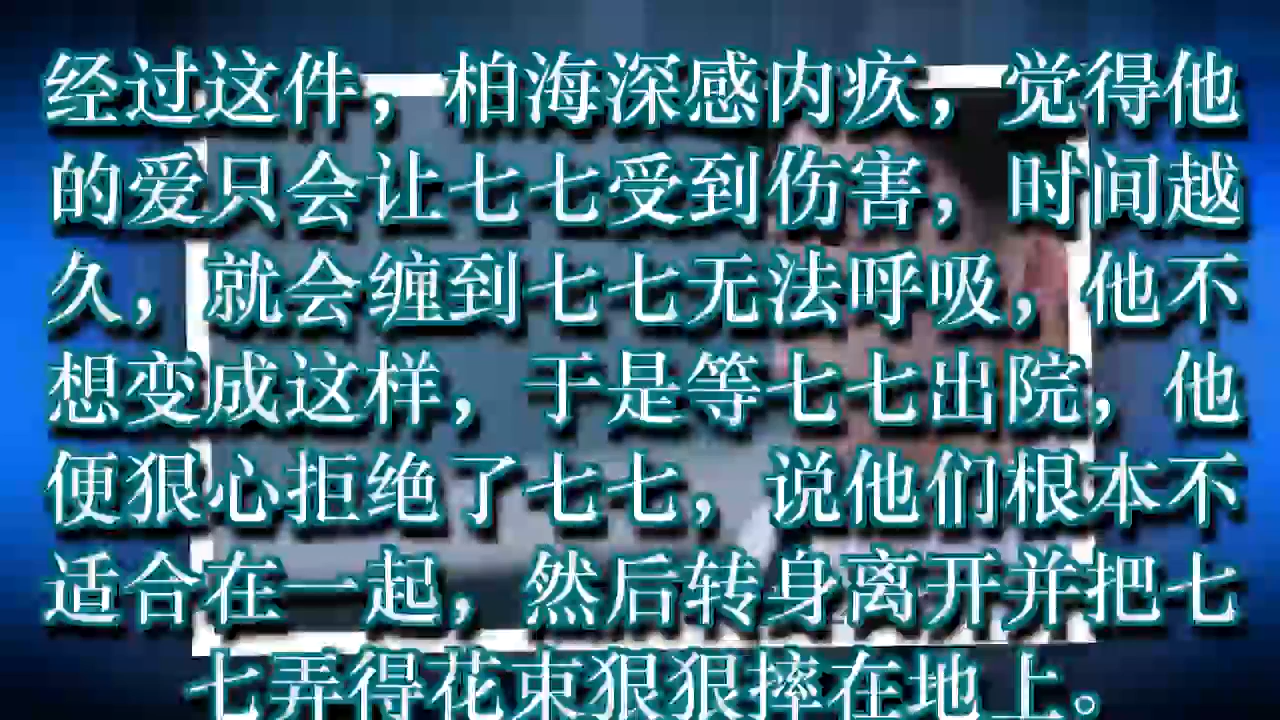 经过这件，柏海深感内疚，觉得他
的爱只会让七七受到伤害，时间越
久，就会缠到七七无法呼吸，他不
想变成这样，于是等七七出院，他
便狠心拒绝了七七，说他们根本不
适合在一起，然后转身离开并把七
七弄得花束狠狠摔在地上。